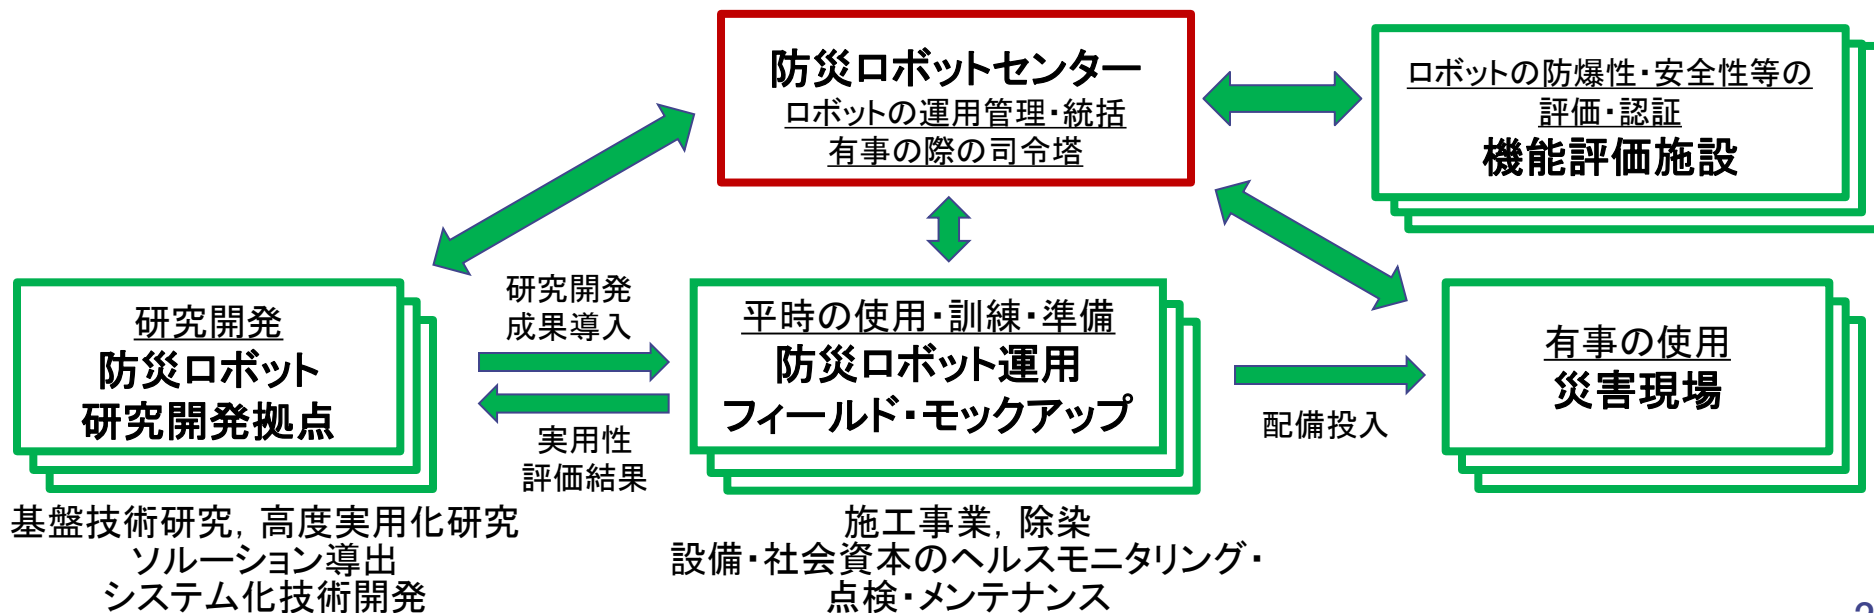 防災ロボットセンター
ロボットの運用管理・統括
有事の際の司令塔
ロボットの防爆性・安全性等の
評価・認証
機能評価施設
研究開発
防災ロボット
研究開発拠点
基盤技術研究, 高度実用化研究
ソルーション導出
システム化技術開発
研究開発
成果導入
実用性
評価結果
平時の使用・訓練・準備
防災ロボット運用
フィールド・モックアップ
施工事業, 除染
設備・社会資本のヘルスモニタリング・
点検・メンテナンス
配備投入
有事の使用
災害現場